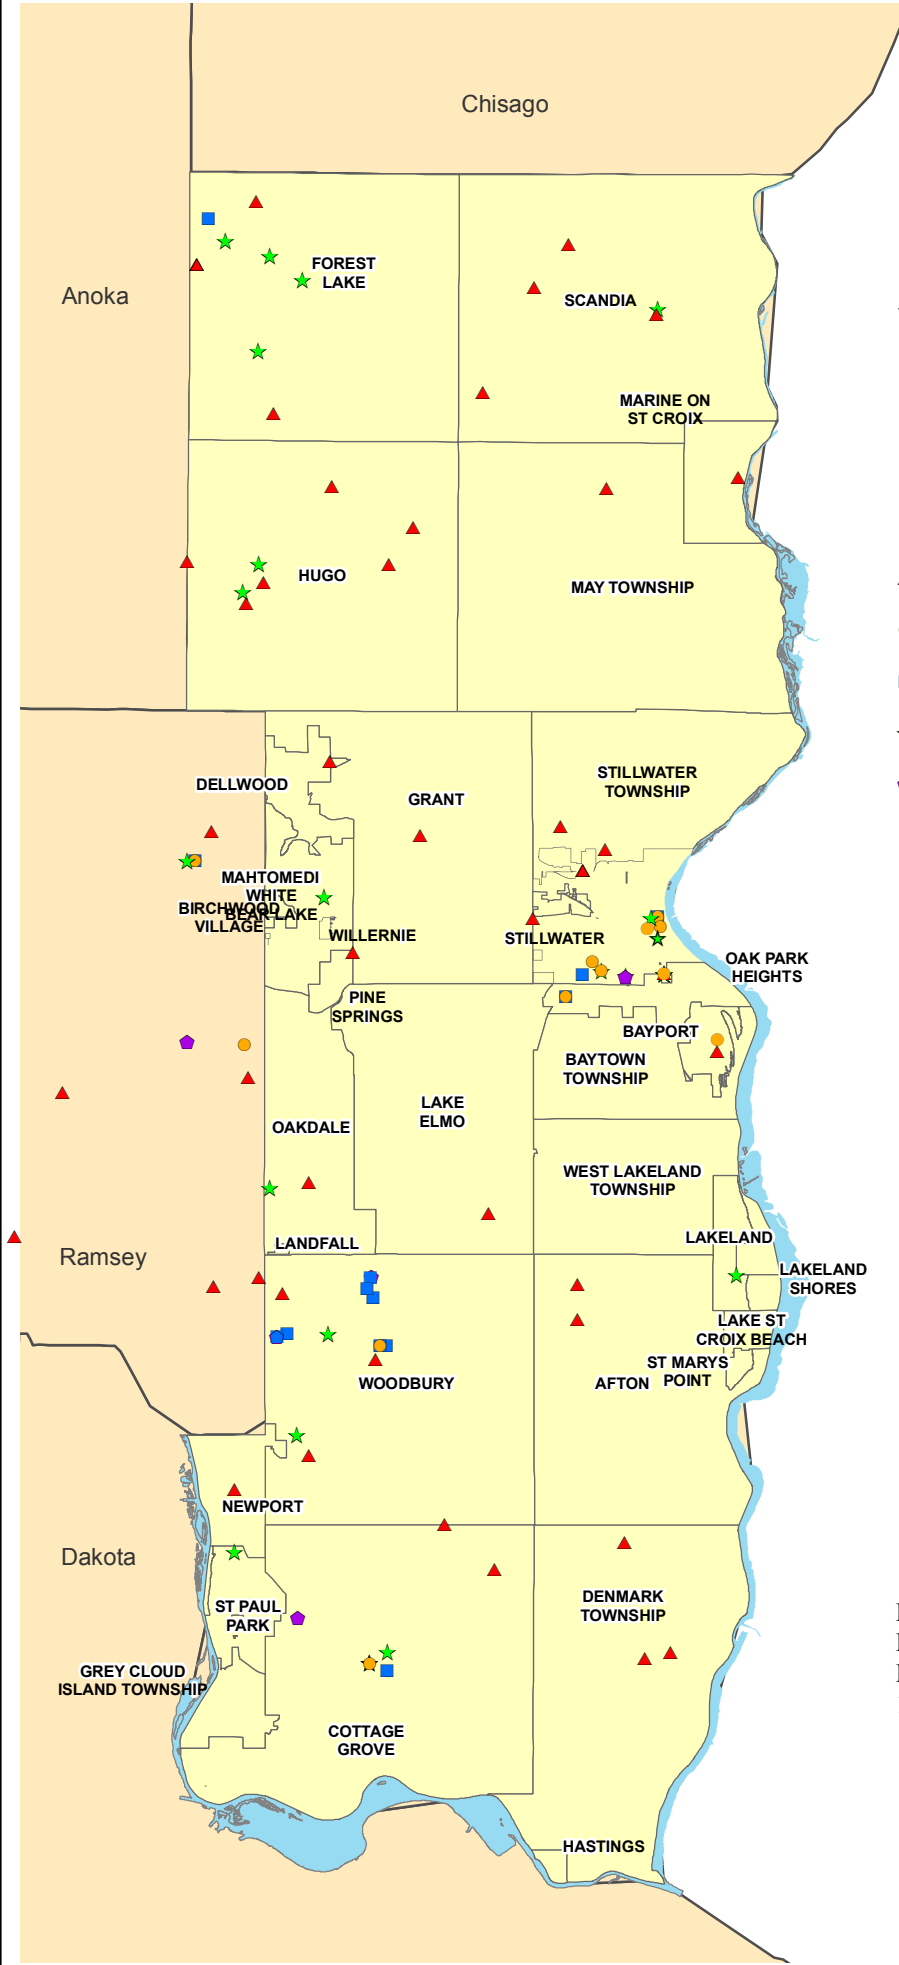 Chisago
Anoka
FOREST
LAKE
SCANDIA
MARINE ON
ST CROIX
HUGO
MAY TOWNSHIP
DELLWOOD
GRANT
STILLWATER
TOWNSHIP
MAHTOMEDI
WHITE
BEAR LAKE
BIRCHWOOD
VILLAGE
WILLERNIE
STILLWATER
OAK PARK
HEIGHTS
PINE
SPRINGS
BAYPORT
BAYTOWN
TOWNSHIP
LAKE
ELMO
OAKDALE
WEST LAKELAND
TOWNSHIP
LANDFALL
LAKELAND
Ramsey
LAKELAND
SHORES
LAKE ST
CROIX BEACH
ST MARYS
POINT
WOODBURY
AFTON
NEWPORT
Dakota
ST PAUL
PARK
DENMARK
TOWNSHIP
GREY CLOUD
ISLAND TOWNSHIP
COTTAGE
GROVE
HASTINGS